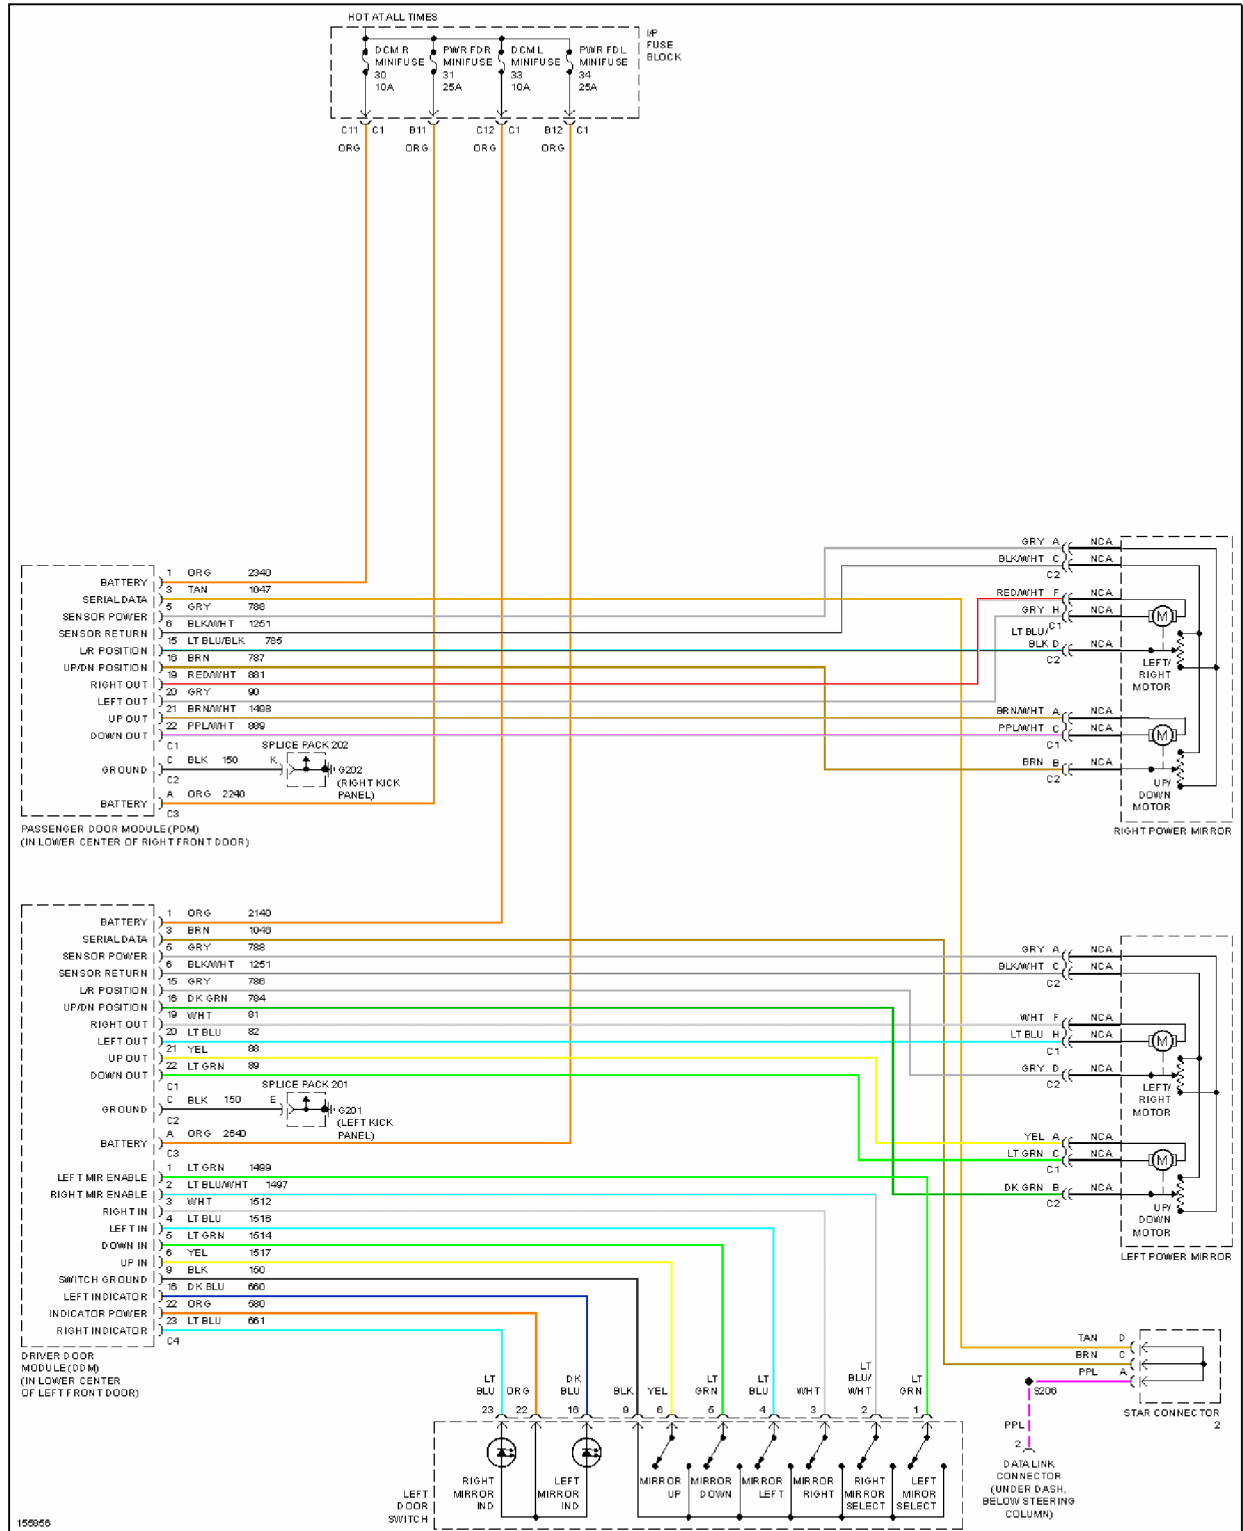 HOT AT ALL TIMES
I/P
FUSE
BLOCK
DCM R
MINIFUSE
30
10A
PWR FDR
MINIFUSE
31
25A
DCM L
MINIFUSE
33
10A
PWR FDL
MINIFUSE
34
25A
C11 C1
B11
C12 C1
B12 C1
ORG
ORG
ORG
ORG
BATTERY 1 ORG 2340
SERIAL DATA 3 TAN 1047
SENSOR POWER 5 GRY 788
SENSOR RETURN 6 BLK/WHT 1251
L/R POSITION 15 LT BLU/BLK 785
UP/DN POSITION 16 BRN 787
RIGHT OUT 19 RED/WHT 881
LEFT OUT 20 GRY 90
UP OUT 21 BRN/WHT 1498
DOWN OUT 22 PPL/WHT 889
C1
GROUND C BLK 150 K
C2
SPLICE PACK 202
G202
(RIGHT KICK
PANEL)
BATTERY A ORG 2240
C3
PASSENGER DOOR MODULE (PDM)
(IN LOWER CENTER OF RIGHT FRONT DOOR)
GRY A NCA
BLK/WHT C NCA
C2
RED/WHT F NCA
GRY H NCA
C1
LT BLU/
BLK D NCA
C2
LEFT/
RIGHT
MOTOR
M
BRN/WHT A NCA
PPL/WHT C NCA
C1
BRN B NCA
C2
M
UP/
DOWN
MOTOR
RIGHT POWER MIRROR
BATTERY 1 ORG 2140
SERIAL DATA 3 BRN 1046
SENSOR POWER 5 GRY 788
SENSOR RETURN 6 BLK/WHT 1251
L/R POSITION 15 GRY 786
UP/DN POSITION 16 DK GRN 784
RIGHT OUT 19 WHT 81
LEFT OUT 20 LT BLU 82
UP OUT 21 YEL 88
DOWN OUT 22 LT GRN 89
C1
GROUND C BLK 150 E
C2
SPLICE PACK 201
G201
(LEFT KICK
PANEL)
BATTERY A ORG 2640
C3
LEFT MIR ENABLE 1 LT GRN 1499
RIGHT MIR ENABLE 2 LT BLU/WHT 1497
RIGHT IN 3 WHT 1512
LEFT IN 4 LT BLU 1516
DOWN IN 5 LT GRN 1514
UP IN 6 YEL 1517
SWITCH GROUND 9 BLK 150
LEFT INDICATOR 16 DK BLU 660
INDICATOR POWER 22 ORG 580
RIGHT INDICATOR 23 LT BLU 661
C4
DRIVER DOOR
MODULE (DDM)
(IN LOWER CENTER
OF LEFT FRONT DOOR)
GRY A NCA
BLK/WHT C NCA
C2
WHT F NCA
LT BLU H NCA
C1
GRY D NCA
C2
M
LEFT/
RIGHT
MOTOR
YEL A NCA
LT GRN C NCA
C1
DK GRN B NCA
C2
M
UP/
DOWN
MOTOR
LEFT POWER MIRROR
TAN D
BRN C
PPL A
S206
STAR CONNECTOR
2
PPL
2
DATA LINK
CONNECTOR
(UNDER DASH,
BELOW STEERING
COLUMN)
LT
BLU
23
ORG
22
DK
BLU
16
BLK
9
YEL
6
LT
GRN
5
LT
BLU
4
WHT
3
LT
BLU/
WHT
2
LT
GRN
1
LEFT
DOOR
SWITCH
RIGHT
MIRROR
IND
LEFT
MIRROR
IND
MIRROR
UP
MIRROR
DOWN
MIRROR
LEFT
MIRROR
RIGHT
RIGHT
MIRROR
SELECT
LEFT
MIROR
SELECT
155856